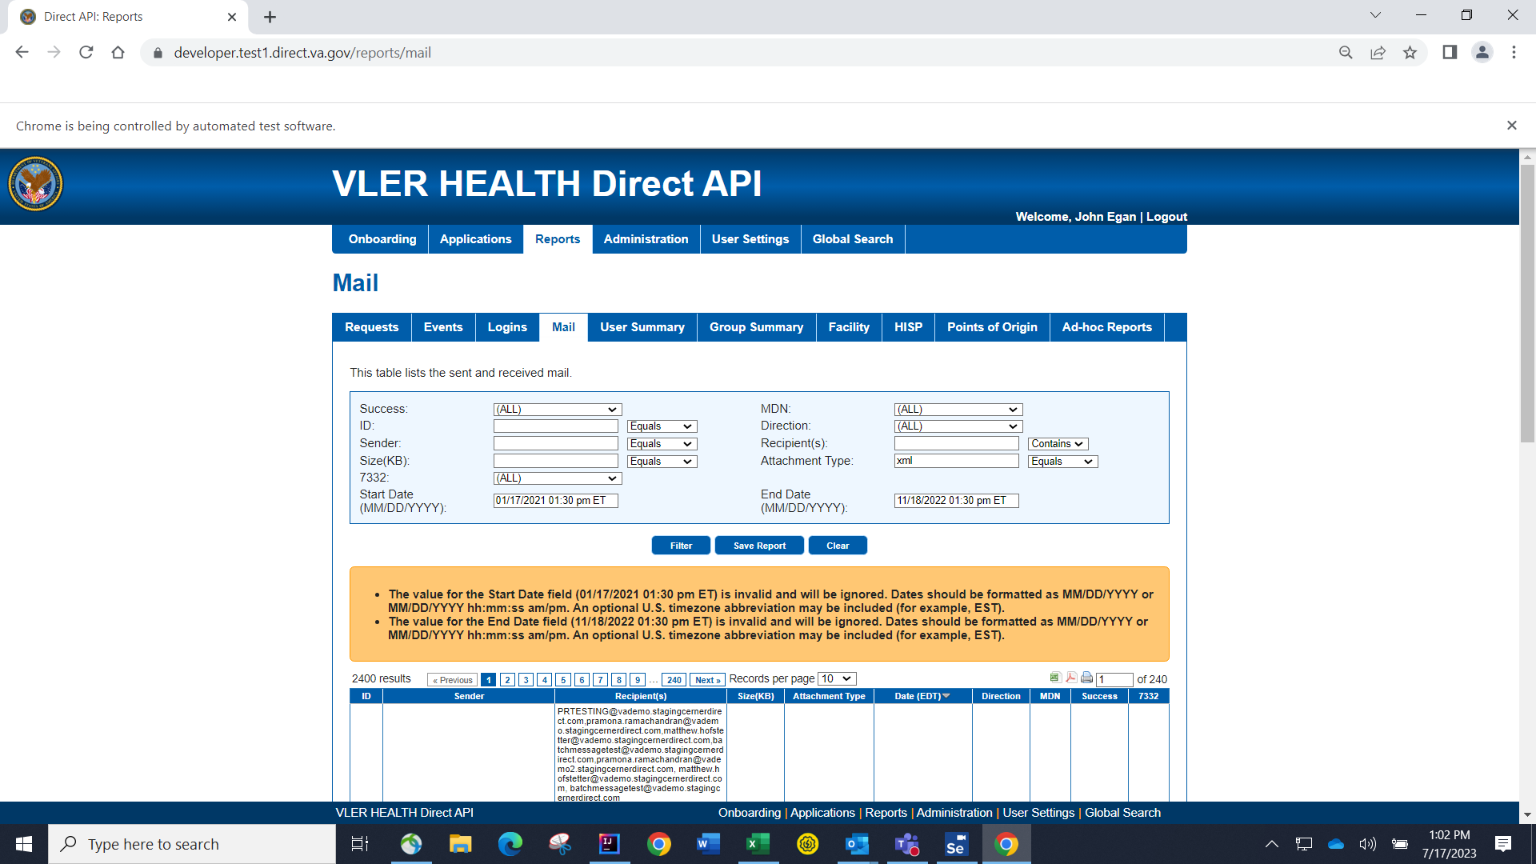 Direct API: Reports
developer.test1.direct.va.gov/reports/mail
Chrome is being controlled by automated test software.
VLER HEALTH Direct API
Welcome, John Egan | Logout
Onboarding Applications Reports Administration User Settings Global Search
Mail
Requests Events Logins Mail User Summary Group Summary Facility HISP Points of Origin Ad-hoc Reports
This table lists the sent and received mail.
Success: (ALL) MDN: (ALL)
ID: Equals Direction: (ALL)
Sender: Equals Recipient(s): Contains
Size(KB): Equals Attachment Type: xml Equals
7332: (ALL)
Start Date (MM/DD/YYYY): 01/17/2021 01:30 pm ET End Date (MM/DD/YYYY): 11/18/2022 01:30 pm ET
Filter Save Report Clear
• The value for the Start Date field (01/17/2021 01:30 pm ET) is invalid and will be ignored. Dates should be formatted as MM/DD/YYYY or
MM/DD/YYYY hh:mm:ss am/pm. An optional U.S. timezone abbreviation may be included (for example, EST).
• The value for the End Date field (11/18/2022 01:30 pm ET) is invalid and will be ignored. Dates should be formatted as MM/DD/YYYY or
MM/DD/YYYY hh:mm:ss am/pm. An optional U.S. timezone abbreviation may be included (for example, EST).
2400 results « Previous 1 2 3 4 5 6 7 8 9 ... 240 Next » Records per page 10 1 of 240
ID Sender Recipient(s) Size(KB) Attachment Type Date (EDT) Direction MDN Success 7332
PRTESTING@vademo.stagingcernerdire
ct.com,pramona.ramachandran@vadem
o.stagingcernerdirect.com,matthew.hofste
tter@vademo.stagingcernerdirect.com,ba
tchmessagetest@vademo.stagingcernerd
irect.com,pramona.ramachandran@vade
mo2.stagingcernerdirect.com, matthew.h
ofstetter@vademo.stagingcernerdirect.co
m, batchmessagetest@vademo.stagingc
ernerdirect.com
VLER HEALTH Direct API Onboarding | Applications | Reports | Administration | User Settings | Global Search
Type here to search
1:02 PM
7/17/2023